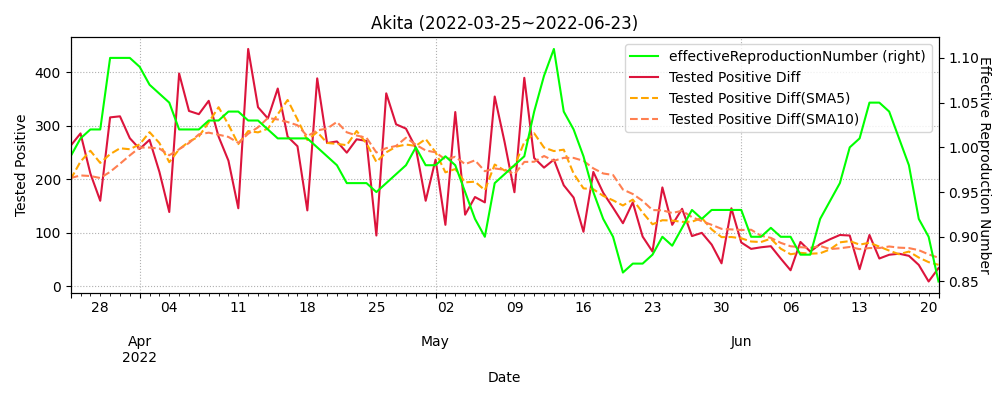 Akita (2022-03-25~2022-06-23)
effectiveReproductionNumber (right)
Tested Positive Diff
Tested Positive Diff(SMA5)
Tested Positive Diff(SMA10)
Tested Positive
400
300
200
100
0
1.10
1.05
1.00
0.95
0.90
0.85
Effective Reproduction Number
28 04 11 18 25 02 09 16 23 30 06 13 20
Apr May Jun
2022
Date